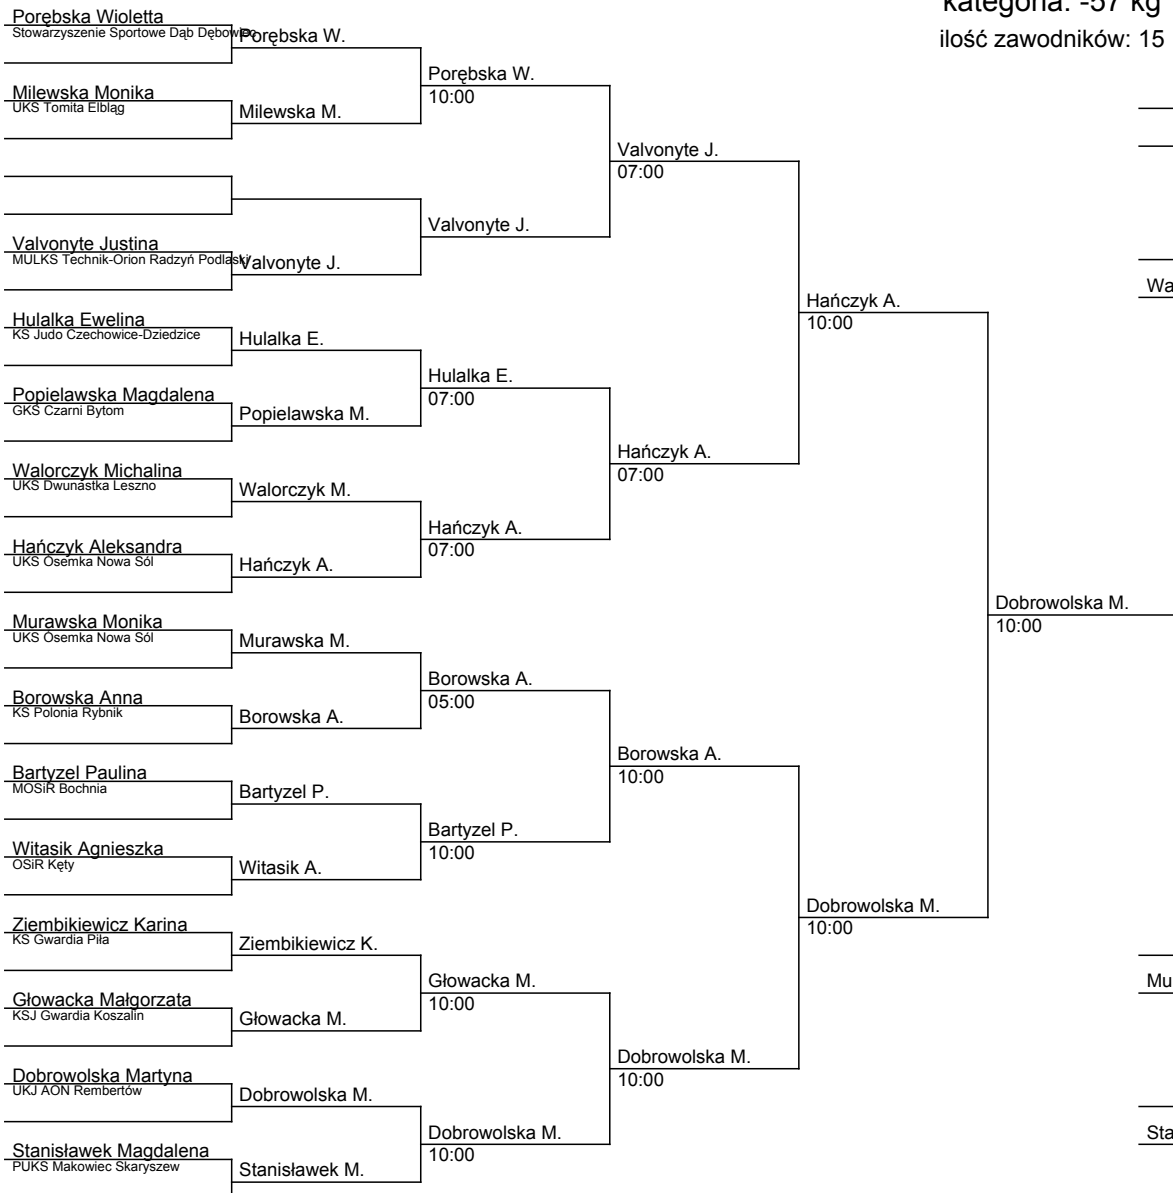 kategoria: -57 kg
ilość zawodników: 15
Porębska Wioletta
Stowarzyszenie Sportowe Dąb Dębowiec
Porębska W.
Porębska W.
10:00
Milewska Monika
UKS Tomita Elbląg
Milewska M.
Valvonyte J.
07:00
Valvonyte J.
Valvonyte Justina
MULKS Technik-Orion Radzyń Podlaski
Valvonyte J.
Hańczyk A.
10:00
Hulalka Ewelina
KS Judo Czechowice-Dziedzice
Hulalka E.
Hulalka E.
07:00
Popielawska Magdalena
GKS Czarni Bytom
Popielawska M.
Hańczyk A.
07:00
Walorczyk Michalina
UKS Dwunastka Leszno
Walorczyk M.
Hańczyk A.
07:00
Hańczyk Aleksandra
UKS Ósemka Nowa Sól
Hańczyk A.
Dobrowolska M.
10:00
Murawska Monika
UKS Ósemka Nowa Sól
Murawska M.
Borowska A.
05:00
Borowska Anna
KS Polonia Rybnik
Borowska A.
Borowska A.
10:00
Bartyzel Paulina
MOSiR Bochnia
Bartyzel P.
Bartyzel P.
10:00
Witasik Agnieszka
OSiR Kęty
Witasik A.
Dobrowolska M.
10:00
Ziembikiewicz Karina
KS Gwardia Piła
Ziembikiewicz K.
Głowacka M.
10:00
Głowacka Małgorzata
KSJ Gwardia Koszalin
Głowacka M.
Dobrowolska M.
10:00
Dobrowolska Martyna
UKJ AON Rembertów
Dobrowolska M.
Dobrowolska M.
10:00
Stanisławek Magdalena
PUKS Makowiec Skaryszew
Stanisławek M.
Wa
Mu
Sta